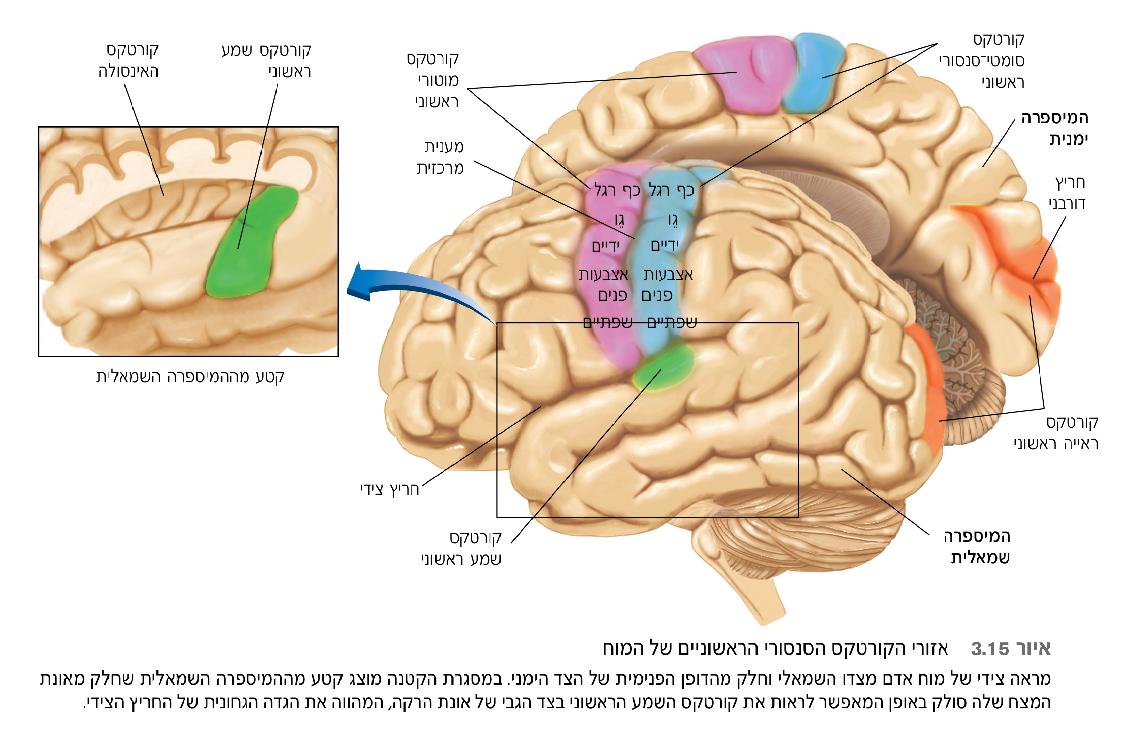 קורטקס
האינסולה
קורטקס שמע
ראשוני
קטע מההמיספרה השמאלית
קורטקס
מוטורי
ראשוני
קורטקס
סומטי־סנסורי
ראשוני
המיספרה
ימנית
מענית
מרכזית
חריץ
דורבני
כף רגל
כף רגל
גֵו
גֵו
ידיים
ידיים
אצבעות
אצבעות
פנים
פנים
שפתיים
שפתיים
קורטקס
ראייה ראשוני
חריץ צידי
קורטקס
שמע ראשוני
המיספרה
שמאלית
איור 3.15 אזורי הקורטקס הסנסורי הראשוניים של המוח
מראה צידי של מוח אדם מצדו השמאלי וחלק מהדופן הפנימית של הצד הימני. במסגרת הקטנה מוצג קטע מההמיספרה השמאלית שחלק מאונת
המצח שלה סולק באופן המאפשר לראות את קורטקס השמע הראשוני בצד הגבי של אונת הרקה, המהווה את הגדה הגחונית של החריץ הצידי.